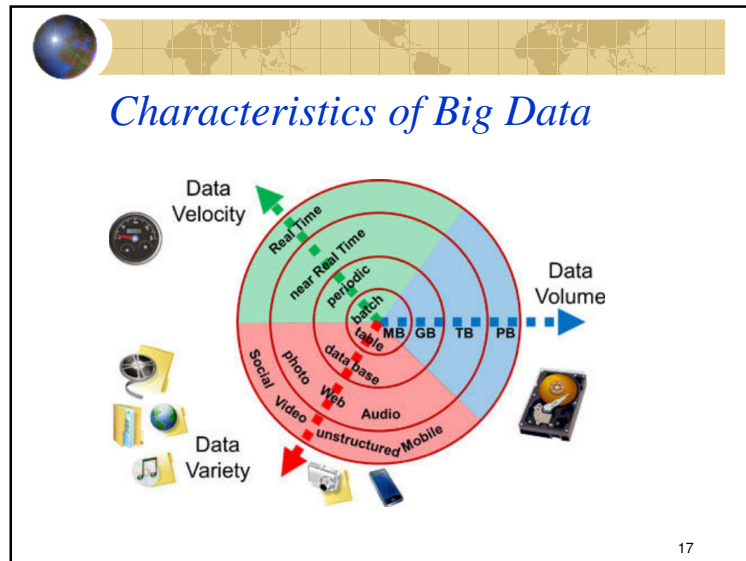 Characteristics of Big Data
Data
Velocity
Real Time
near Real Time
periodic
batch
Data
Volume
MB
GB
TB
PB
table
data base
photo
Web
Audio
Social
Video
unstructured
Mobile
Data
Variety
17